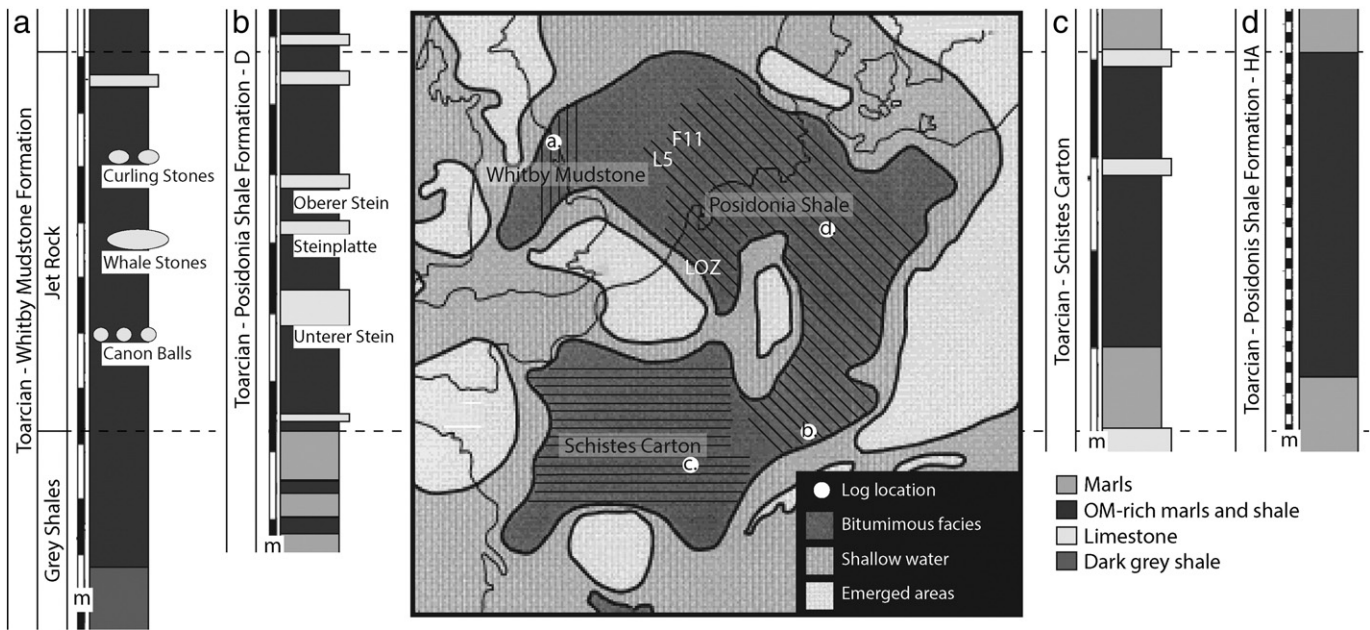 a
Toarcian - Whitby Mudstone Formation
Jet Rock
Grey Shales
Curling Stones
Whale Stones
Canon Balls
m
b
Toarcian - Posidonia Shale Formation - D
Oberer Stein
Steinplatte
Unterer Stein
m
a.
F11
L5
Whitby Mudstone
Posidonia Shale
d.
LOZ
b.
Schistes Carton
c.
Log location
Bitumimous facies
Shallow water
Emerged areas
c
Toarcian - Schistes Carton
m
d
Toarcian - Posidonis Shale Formation - HA
m
Marls
OM-rich marls and shale
Limestone
Dark grey shale